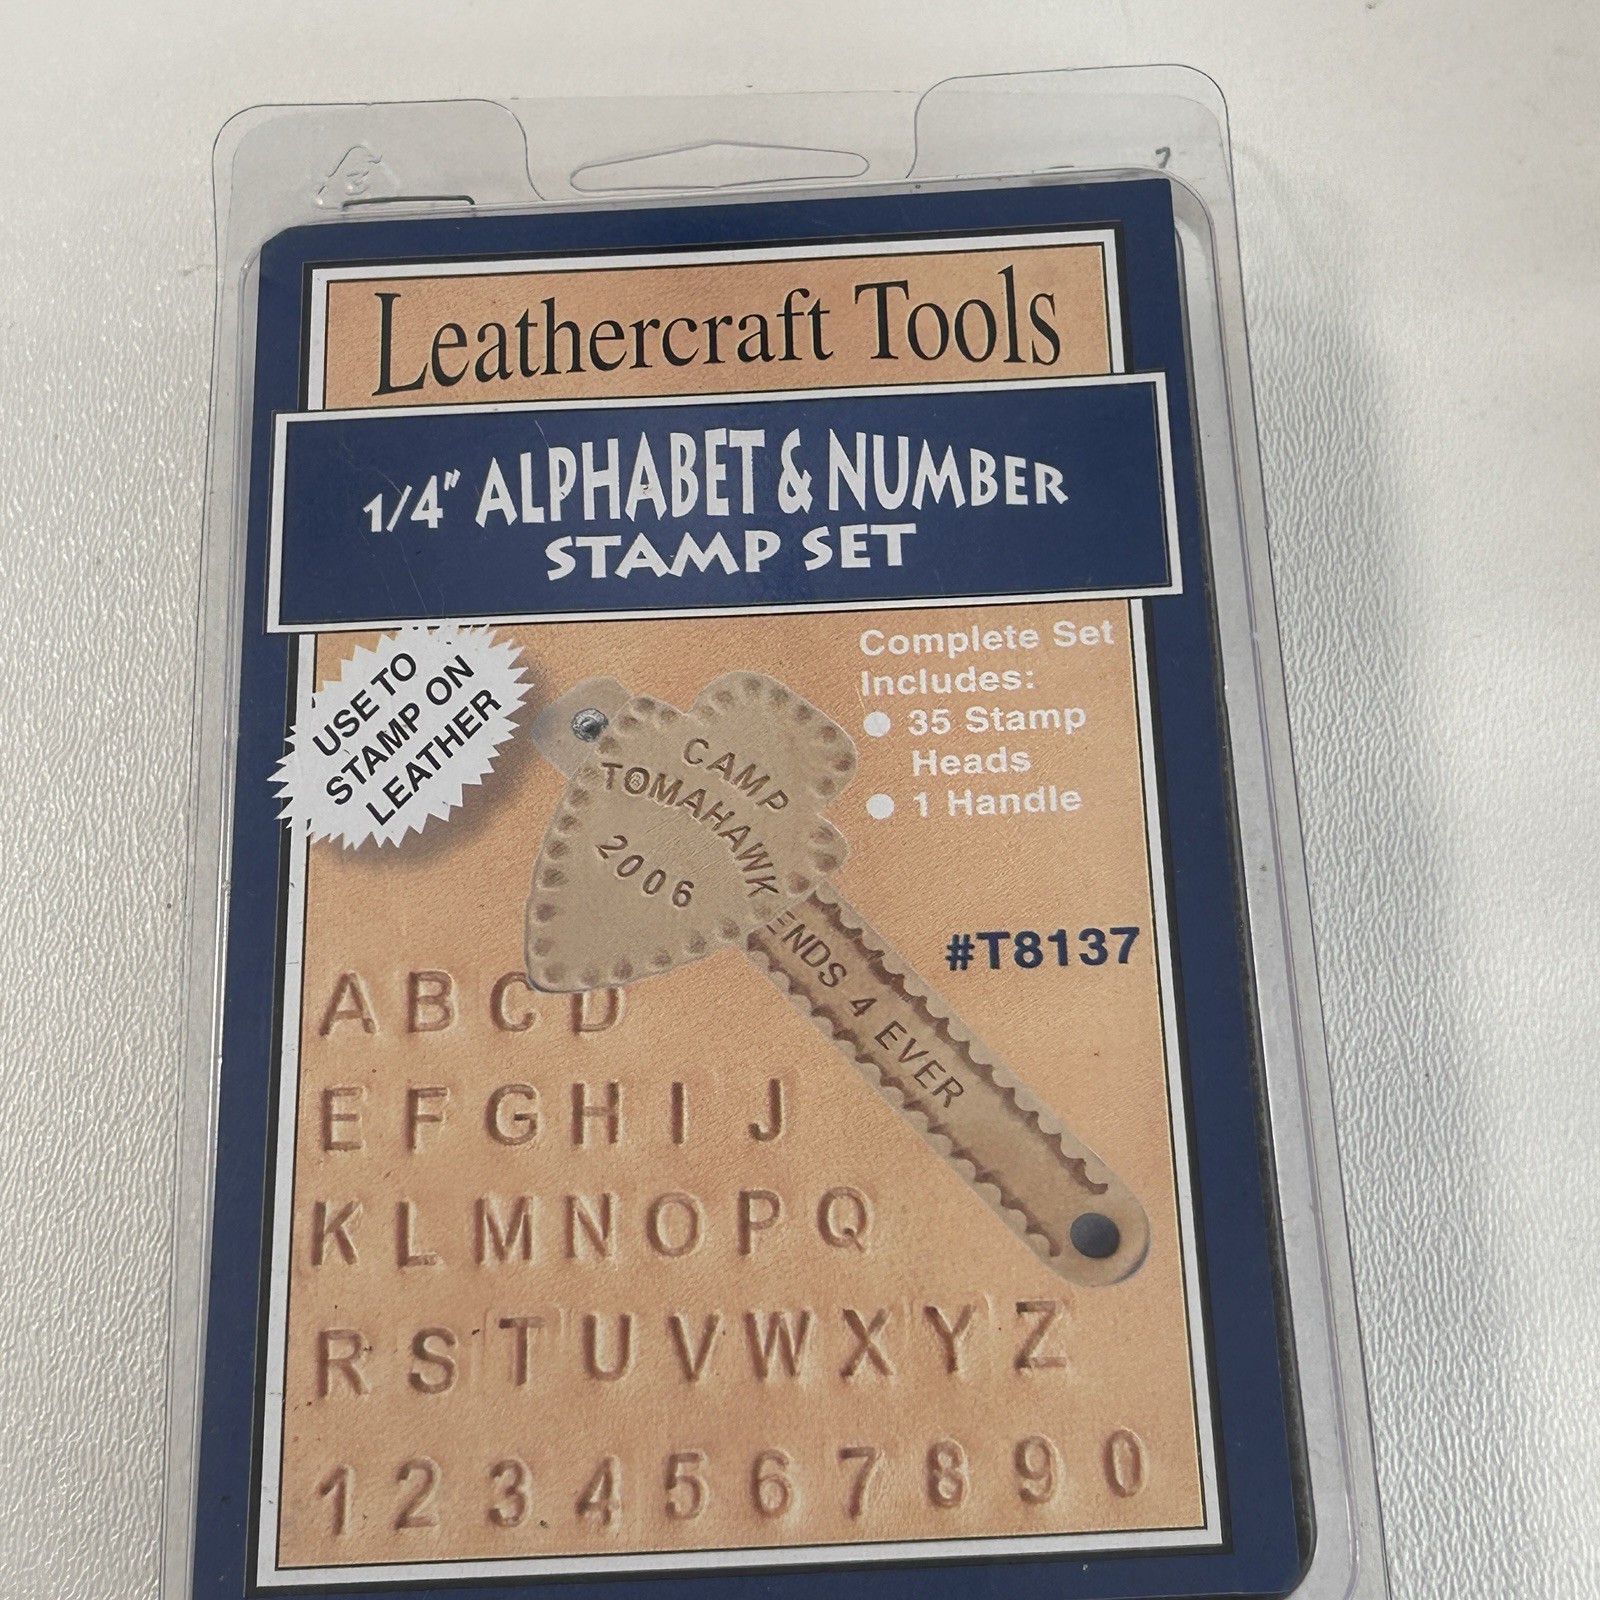 Leathercraft Tools
1/4" ALPHABET & NUMBER
STAMP SET
USE TO
STAMP ON
LEATHER
Complete Set
Includes:
● 35 Stamp
Heads
● 1 Handle
CAMP
TOMAHAWK
2006
ENDS 4 EVER
#T8137
A B C D
E F G H I J
K L M N O P Q
R S T U V W X Y Z
1 2 3 4 5 6 7 8 9 0